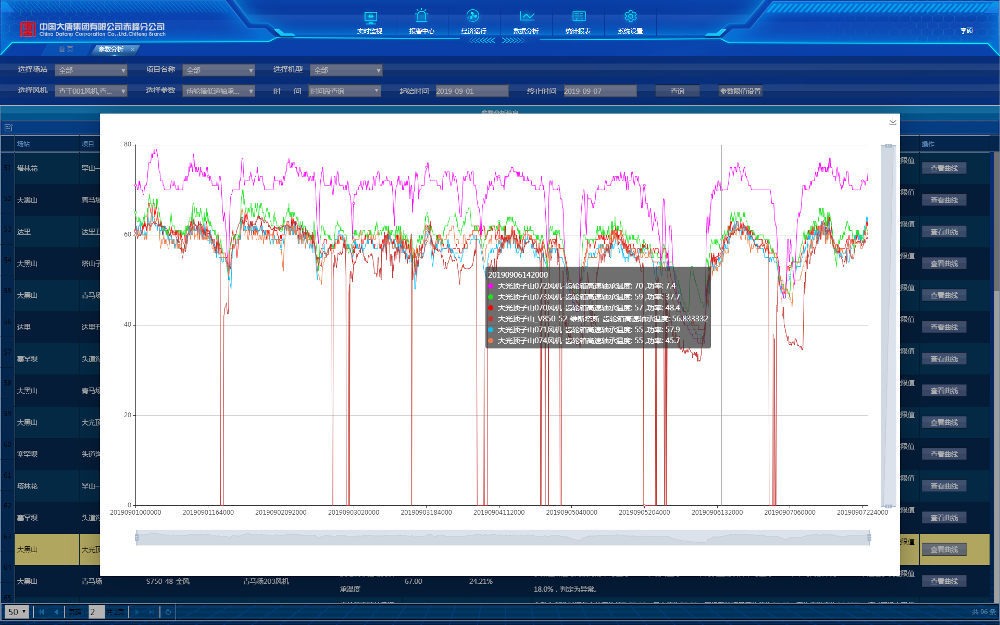 中国大唐集团有限公司赤峰分公司
China Datang Corporation Co.,Ltd.Chifeng Branch
实时监视
报警中心
经济运行
数据分析
统计报表
系统设置
李硕
首 页
参数分析
选择场站 全部 项目名称 全部 选择机型 全部
选择风机 查干001风机,查... 选择参数 齿轮箱低速轴承... 时 间 时间段查询 起始时间 2019-09-01 终止时间 2019-09-07 查询 参数限值设置
参数分析信息
场站 项目 操作
51 塔林花 罕山一 限值 查看曲线
52 大黑山 青马场 限值 查看曲线
53 达里 达里五 限值 查看曲线
54 大黑山 塔山子 限值 查看曲线
55 大黑山 青马场 限值 查看曲线
56 达里 达里五 限值 查看曲线
57 塞罕坝 头道沟 限值 查看曲线
58 大黑山 青马场 限值 查看曲线
59 大黑山 大光顶 限值 查看曲线
60 塞罕坝 头道沟 限值 查看曲线
61 塔林花 罕山一 限值 查看曲线
62 塞罕坝 头道沟 限值 查看曲线
63 大黑山 大光顶 限值 查看曲线
64 大黑山 青马场 S750-48-金风 青马场203风机 承温度 67.00 24.21% 18.0%，判定为异常。 限值 查看曲线
65
80
60
40
20
0
20190901000000
20190901164000
20190902092000
20190903020000
20190903184000
20190904112000
20190905040000
20190905204000
20190906132000
20190907060000
20190907224000
20190906142000
大光顶子山072风机-齿轮箱高速轴承温度: 70 ,功率: 7.4
大光顶子山073风机-齿轮箱高速轴承温度: 59 ,功率: 37.7
大光顶子山070风机-齿轮箱高速轴承温度: 57 ,功率: 48.4
大光顶子山_V850-52-维斯塔斯-齿轮箱高速轴承温度: 56.833332
大光顶子山071风机-齿轮箱高速轴承温度: 55 ,功率: 57.9
大光顶子山074风机-齿轮箱高速轴承温度: 55 ,功率: 45.7
50 页码： 2 共 2页
共 96 条